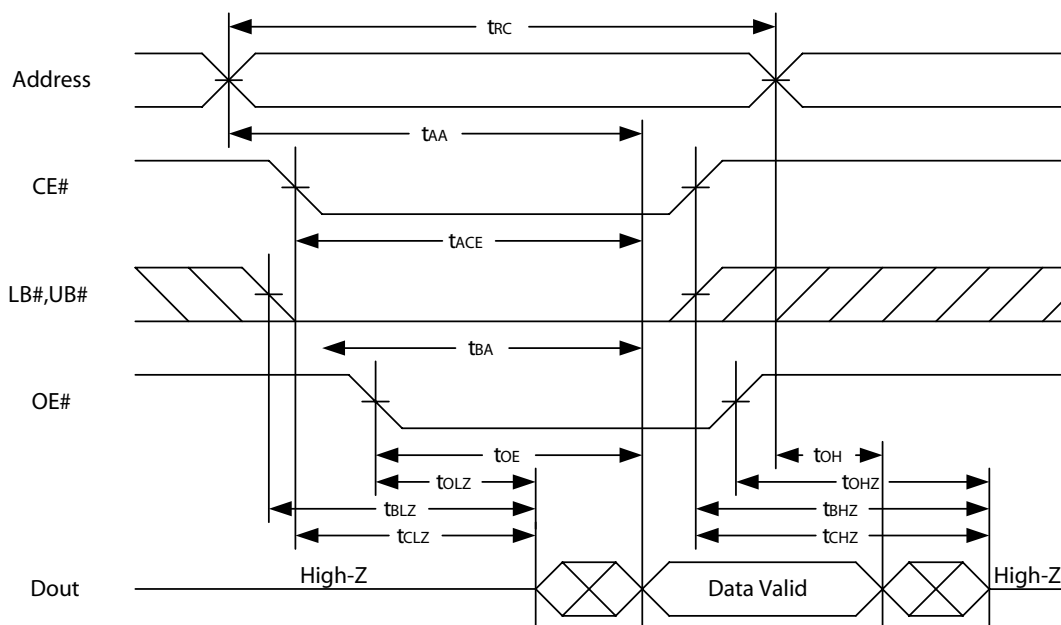 tRC
Address
tAA
CE#
tACE
LB#,UB#
tBA
OE#
tOE
tOH
tOLZ
tOHZ
tBLZ
tBHZ
tCLZ
tCHZ
Dout
High-Z
Data Valid
High-Z